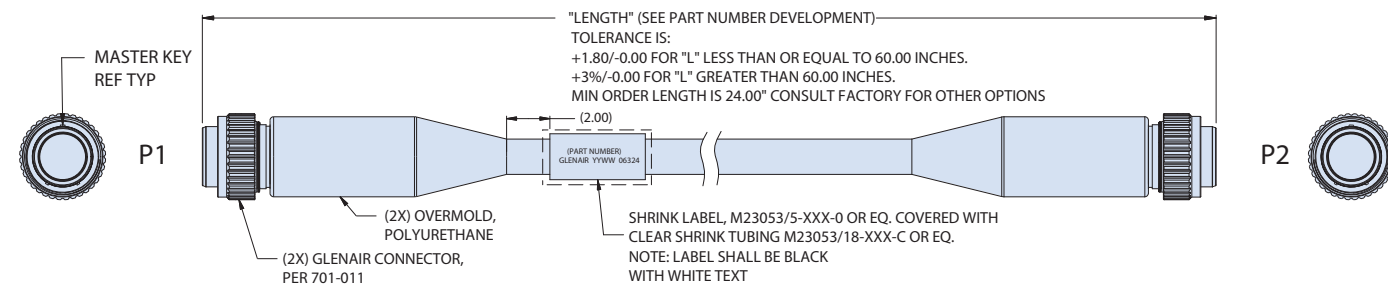 "LENGTH" (SEE PART NUMBER DEVELOPMENT)
TOLERANCE IS:
+1.80/-0.00 FOR "L" LESS THAN OR EQUAL TO 60.00 INCHES.
+3%/-0.00 FOR "L" GREATER THAN 60.00 INCHES.
MIN ORDER LENGTH IS 24.00" CONSULT FACTORY FOR OTHER OPTIONS
MASTER KEY
REF TYP
(2.00)
P1
(PART NUMBER)
GLENAIR YYWW 06324
P2
(2X) OVERMOLD,
POLYURETHANE
(2X) GLENAIR CONNECTOR,
PER 701-011
SHRINK LABEL, M23053/5-XXX-0 OR EQ. COVERED WITH
CLEAR SHRINK TUBING M23053/18-XXX-C OR EQ.
NOTE: LABEL SHALL BE BLACK
WITH WHITE TEXT